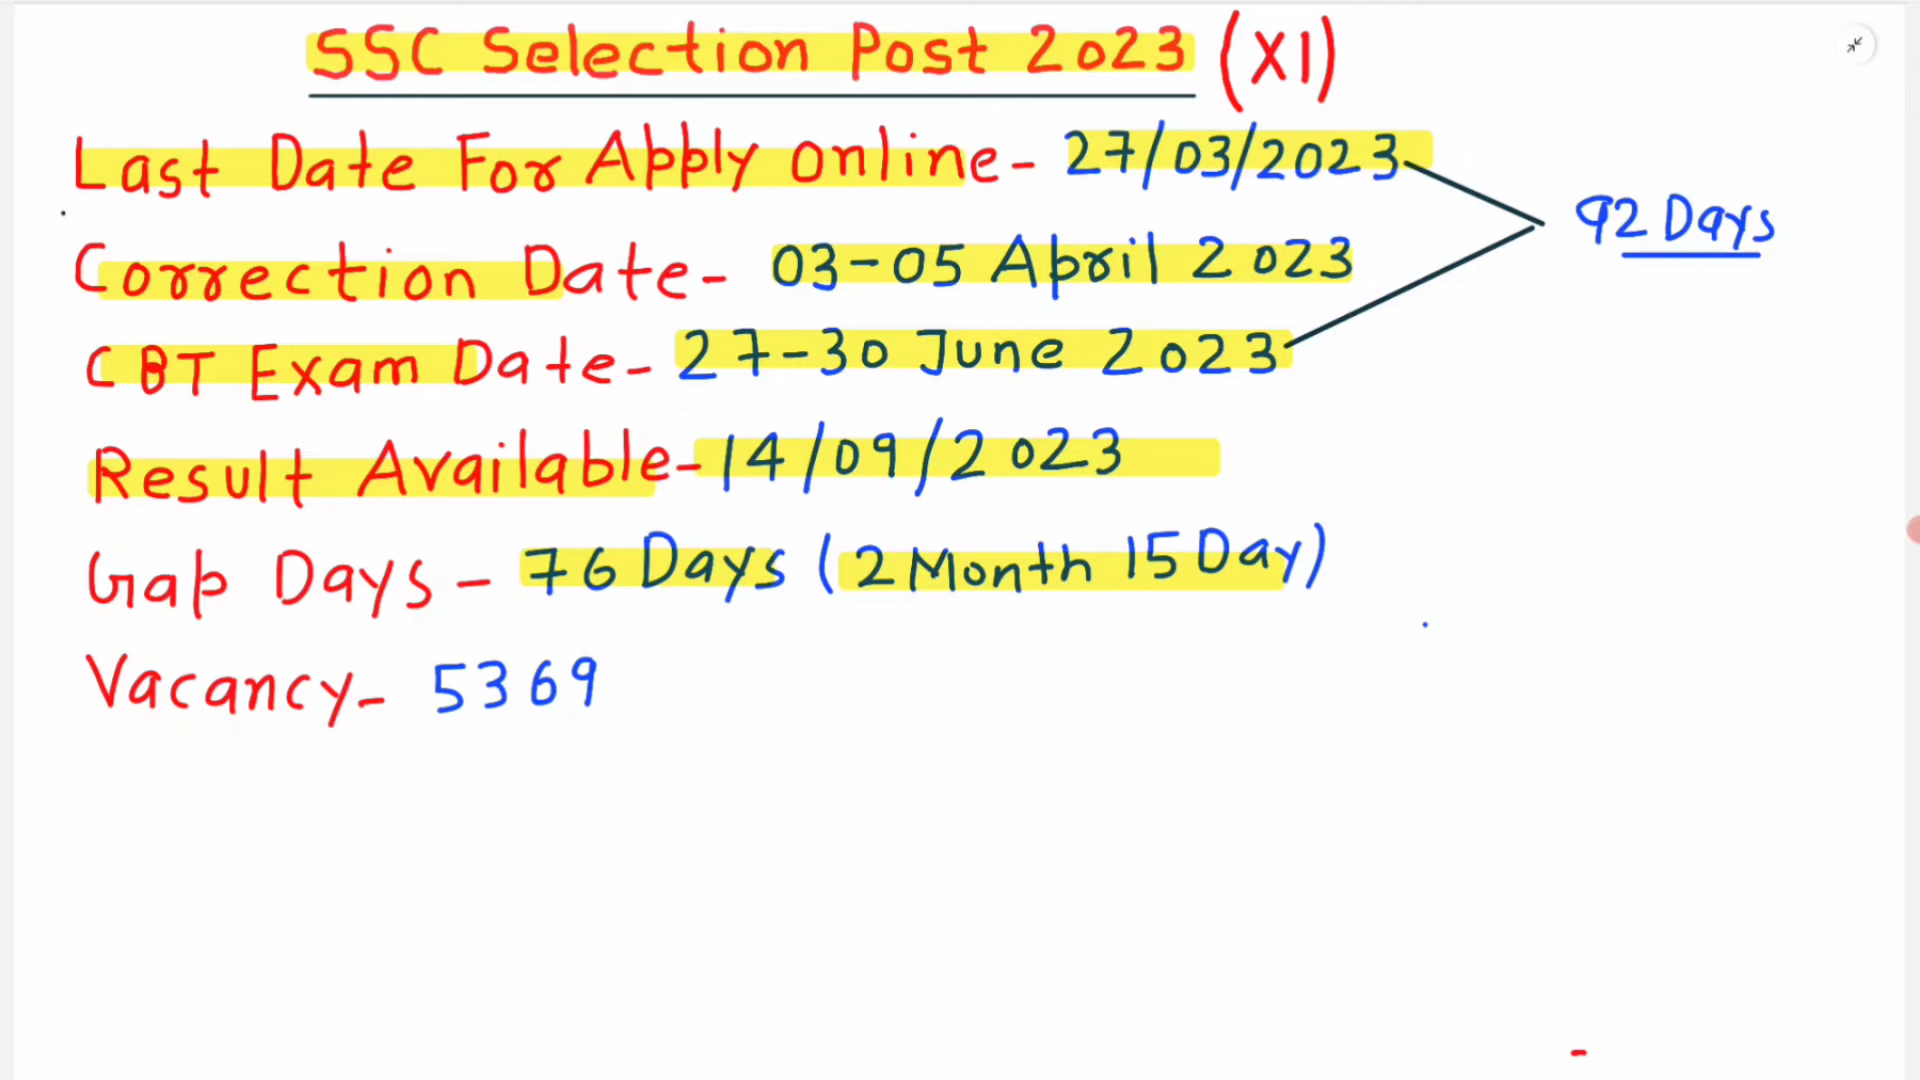 SSC Selection Post 2023 (XI)
Last Date For Apply online- 27/03/2023
92 Days
Correction Date- 03-05 April 2023
CBT Exam Date- 27-30 June 2023
Result Available- 14/09/2023
Gap Days - 76 Days (2 Month 15 Day)
Vacancy- 5369